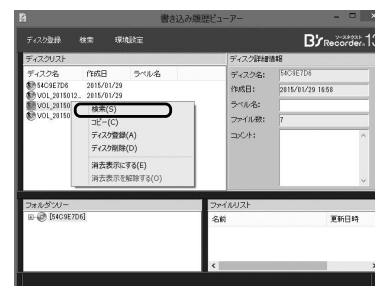 書き込み履歴ビューアー
ディスク登録 検索 環境設定
B's Recorder 13
ディスクリスト
ディスク名 作成日 ラベル名
54C9E7D6 2015/01/29
VOL_2015012... 2015/01/29
VOL_20150
VOL_20150
検索(S)
コピー(C)
ディスク登録(A)
ディスク削除(D)
消去表示にする(E)
消去表示を解除する(O)
ディスク詳細情報
ディスク名: 54C9E7D6
作成日: 2015/01/29 16:58
ラベル名:
ファイル数: 7
コメント:
フォルダツリー
[54C9E7D6]
ファイルリスト
名前 更新日時